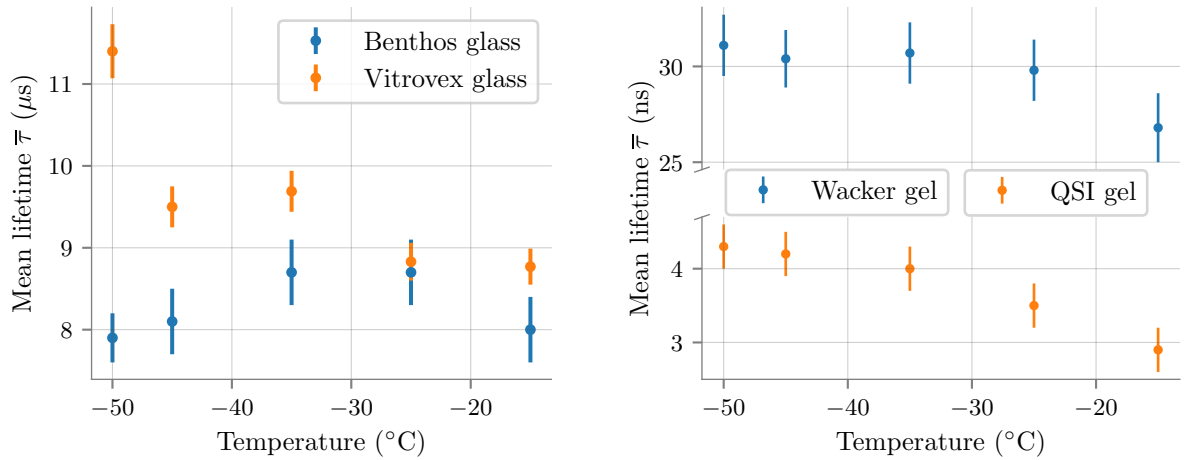 Mean lifetime τ̅ (μs)
11
10
9
8
Benthos glass
Vitrovex glass
−50
−40
−30
−20
Temperature (°C)
Mean lifetime τ̅ (ns)
30
25
4
3
Wacker gel
QSI gel
−50
−40
−30
−20
Temperature (°C)